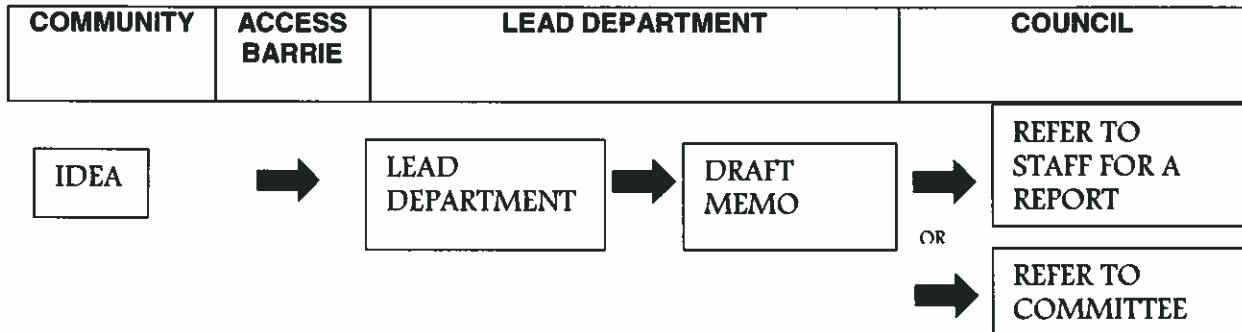 COMMUNITY
ACCESS
BARRIE
LEAD DEPARTMENT
COUNCIL
IDEA
LEAD
DEPARTMENT
DRAFT
MEMO
REFER TO
STAFF FOR A
REPORT
OR
REFER TO
COMMITTEE